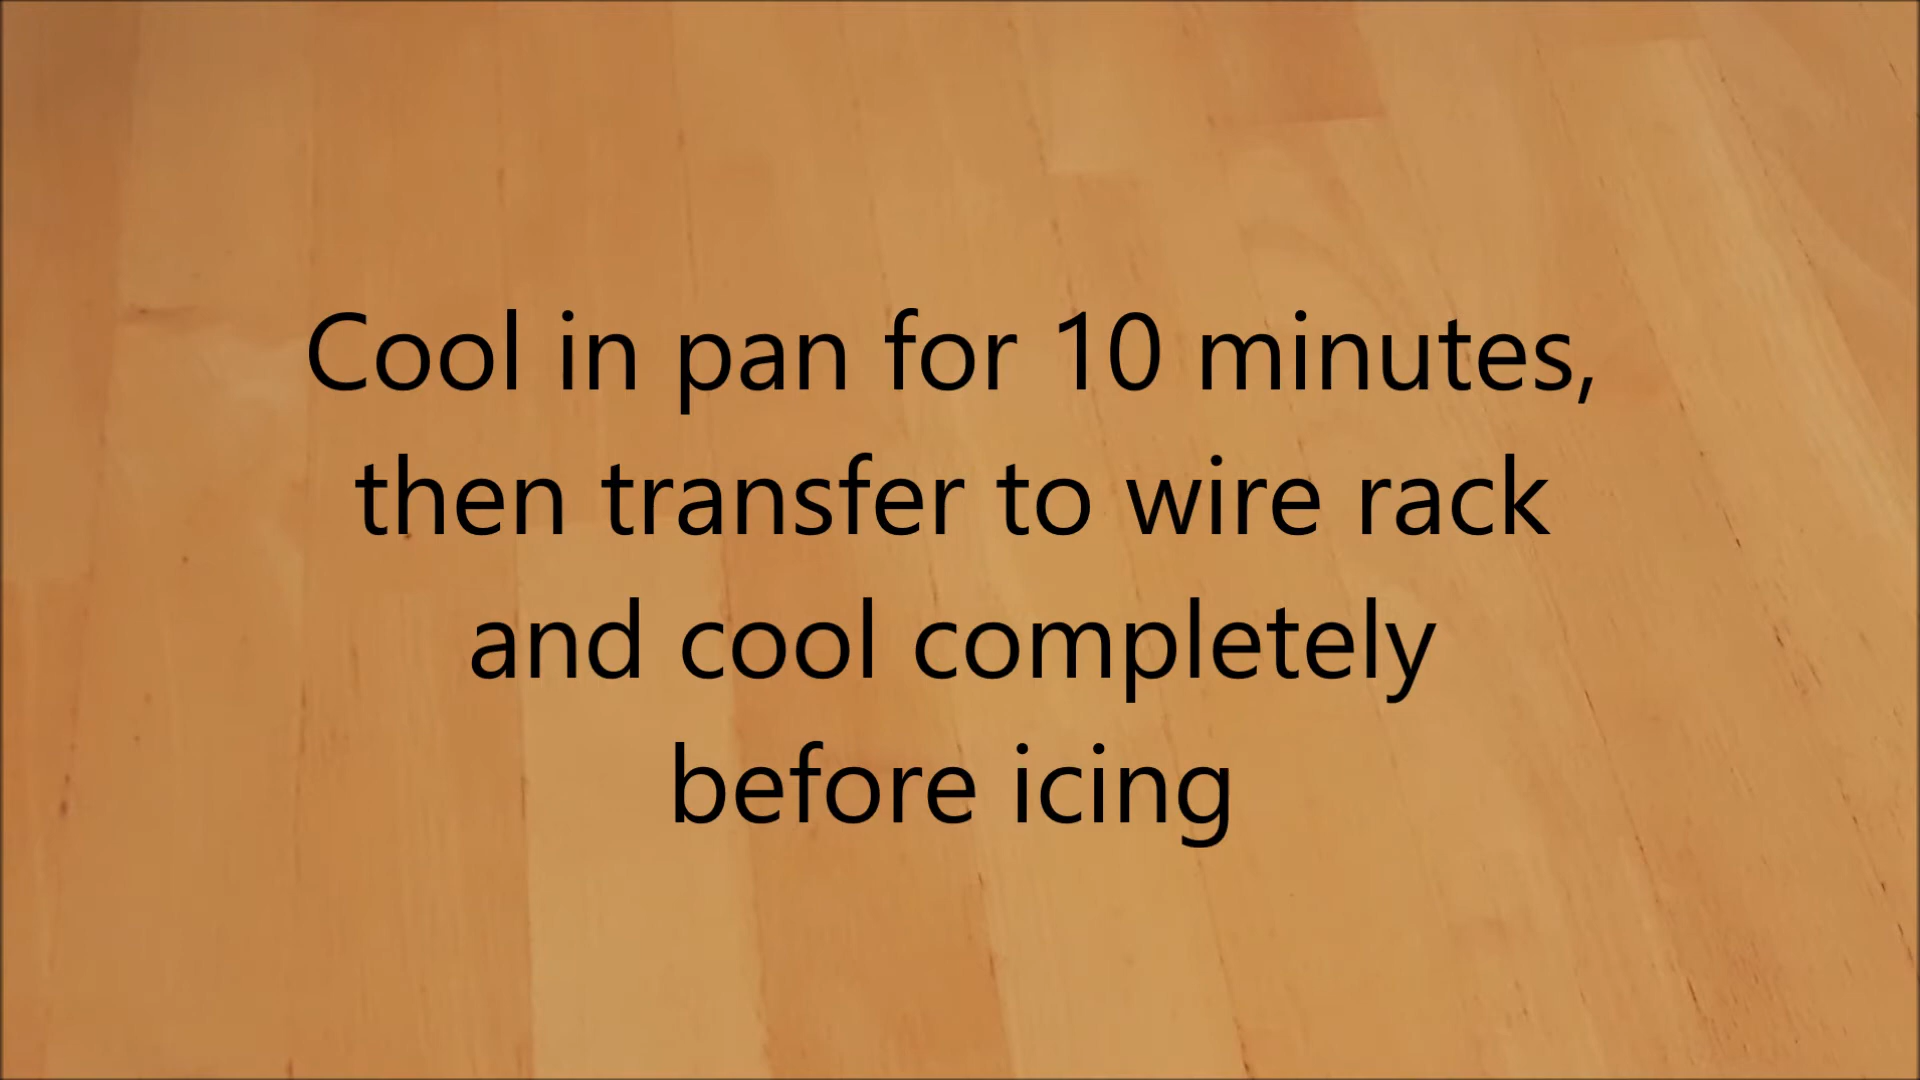 Cool in pan for 10 minutes,
then transfer to wire rack
and cool completely
before icing